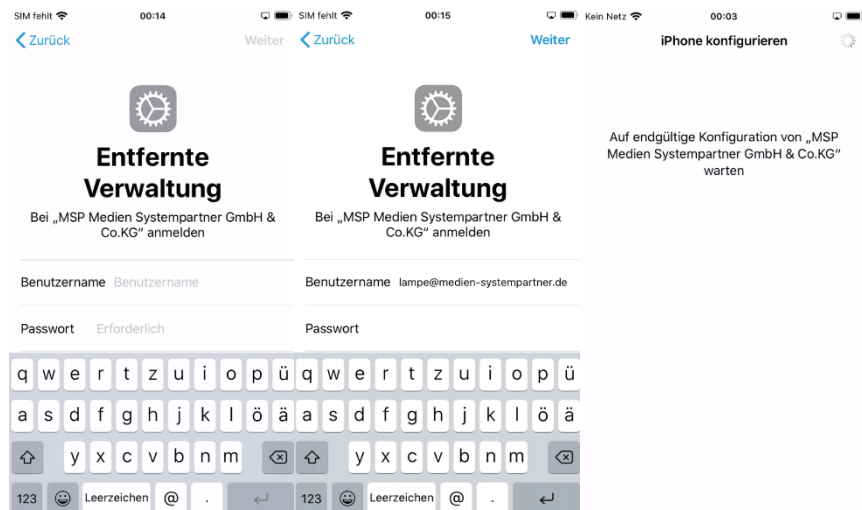 SIM fehlt 00:14
Zurück Weiter
Entfernte
Verwaltung
Bei „MSP Medien Systempartner GmbH &
Co.KG“ anmelden
Benutzername Benutzername
Passwort Erforderlich
q w e r t z u i o p ü
a s d f g h j k l ö ä
y x c v b n m
123 Leerzeichen @ .
SIM fehlt 00:15
Zurück Weiter
Entfernte
Verwaltung
Bei „MSP Medien Systempartner GmbH &
Co.KG“ anmelden
Benutzername lampe@medien-systempartner.de
Passwort
q w e r t z u i o p ü
a s d f g h j k l ö ä
y x c v b n m
123 Leerzeichen @ .
Kein Netz 00:03
iPhone konfigurieren
Auf endgültige Konfiguration von „MSP
Medien Systempartner GmbH & Co.KG“
warten